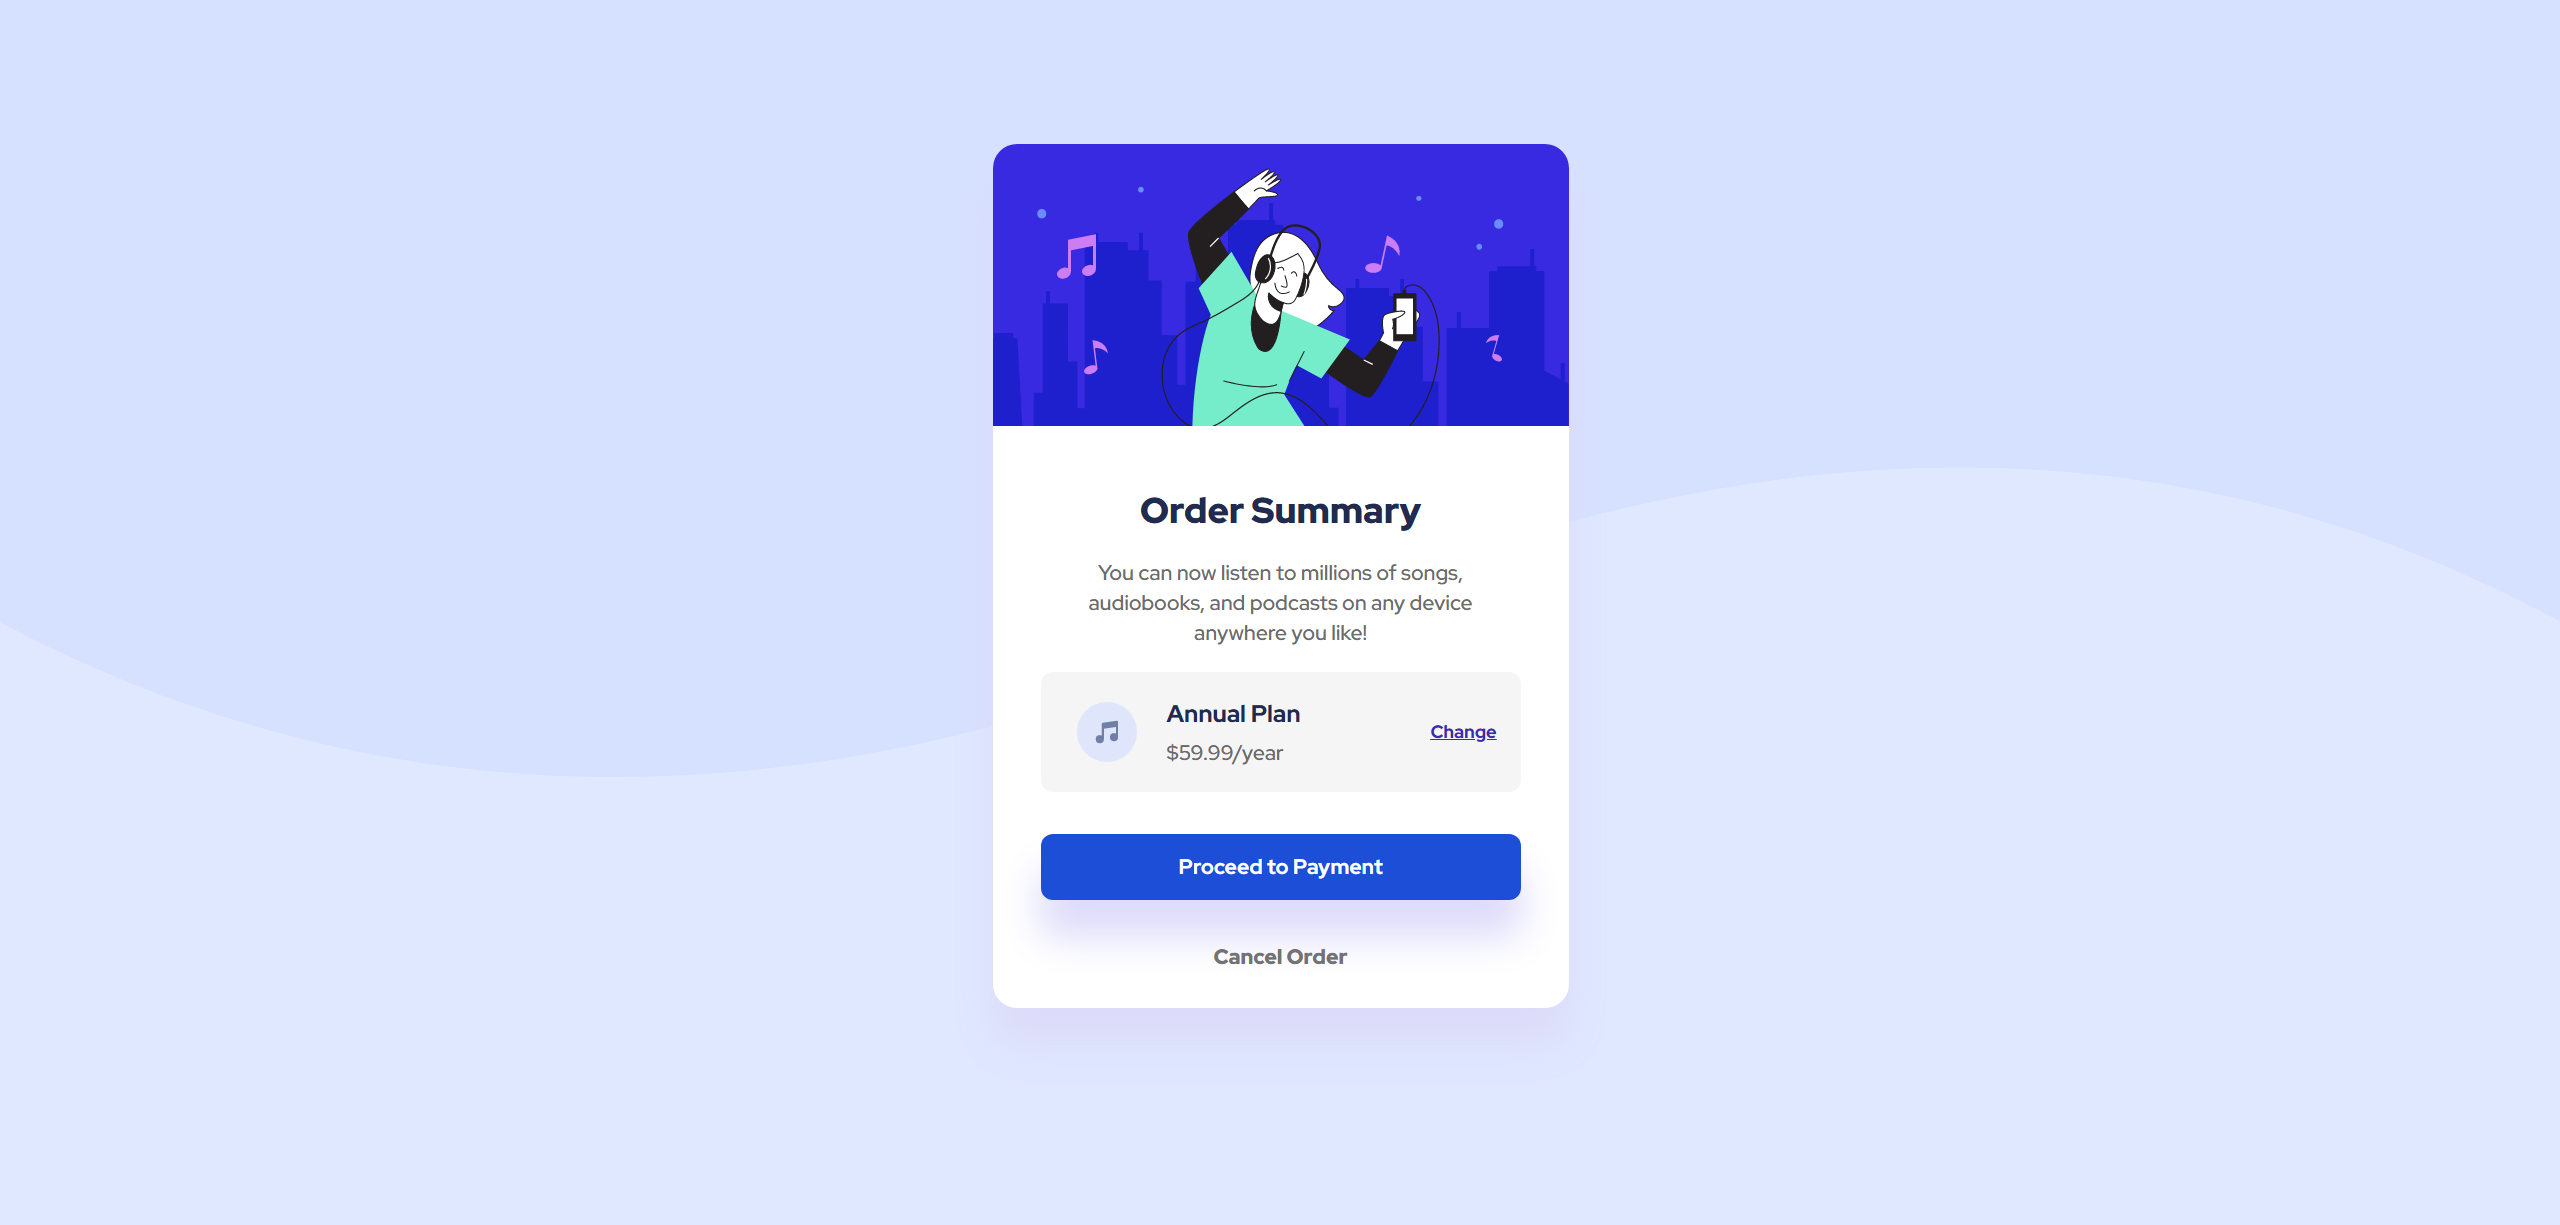 Order Summary
You can now listen to millions of songs,
audiobooks, and podcasts on any device
anywhere you like!
Annual Plan
$59.99/year
Change
Proceed to Payment
Cancel Order